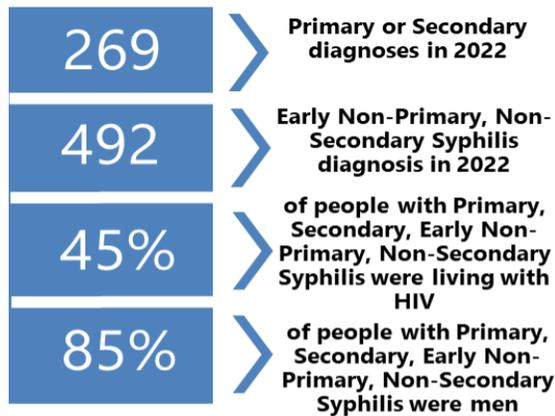 269
Primary or Secondary
diagnoses in 2022
492
Early Non-Primary, Non-
Secondary Syphilis
diagnosis in 2022
45%
of people with Primary,
Secondary, Early Non-
Primary, Non-Secondary
Syphilis were living with
HIV
85%
of people with Primary,
Secondary, Early Non-
Primary, Non-Secondary
Syphilis were men